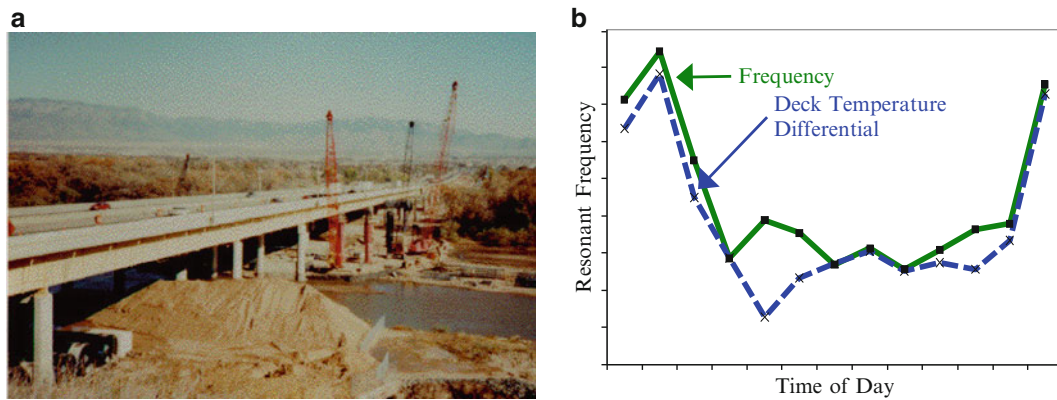 a
b
Frequency
Deck Temperature
Differential
Resonant Frequency
Time of Day